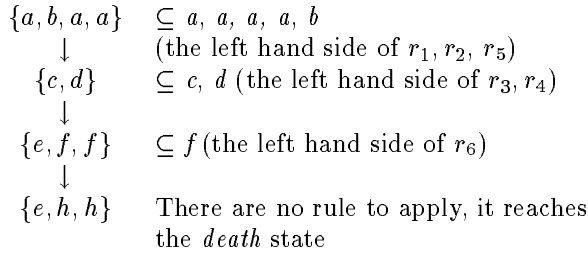 {a, b, a, a} ⊆ a, a, a, a, b
↓ (the left hand side of r₁, r₂, r₅)
{c, d} ⊆ c, d (the left hand side of r₃, r₄)
↓
{e, f, f} ⊆ f (the left hand side of r₆)
↓
{e, h, h} There are no rule to apply, it reaches
the death state